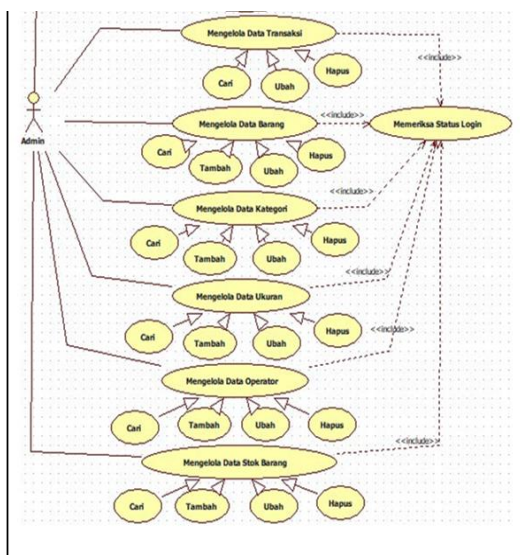 Mengelola Data Transaksi
<<include>>
Cari
Ubah
Hapus
Admin
Mengelola Data Barang
<<include>>
Memeriksa Status Login
Cari
Tambah
Ubah
Hapus
<<include>>
Mengelola Data Kategori
Cari
Tambah
Ubah
Hapus
<<include>>
Mengelola Data Ukuran
Cari
Tambah
Ubah
Hapus
<<include>>
Mengelola Data Operator
Cari
Tambah
Ubah
Hapus
<<include>>
Mengelola Data Stok Barang
Cari
Tambah
Ubah
Hapus